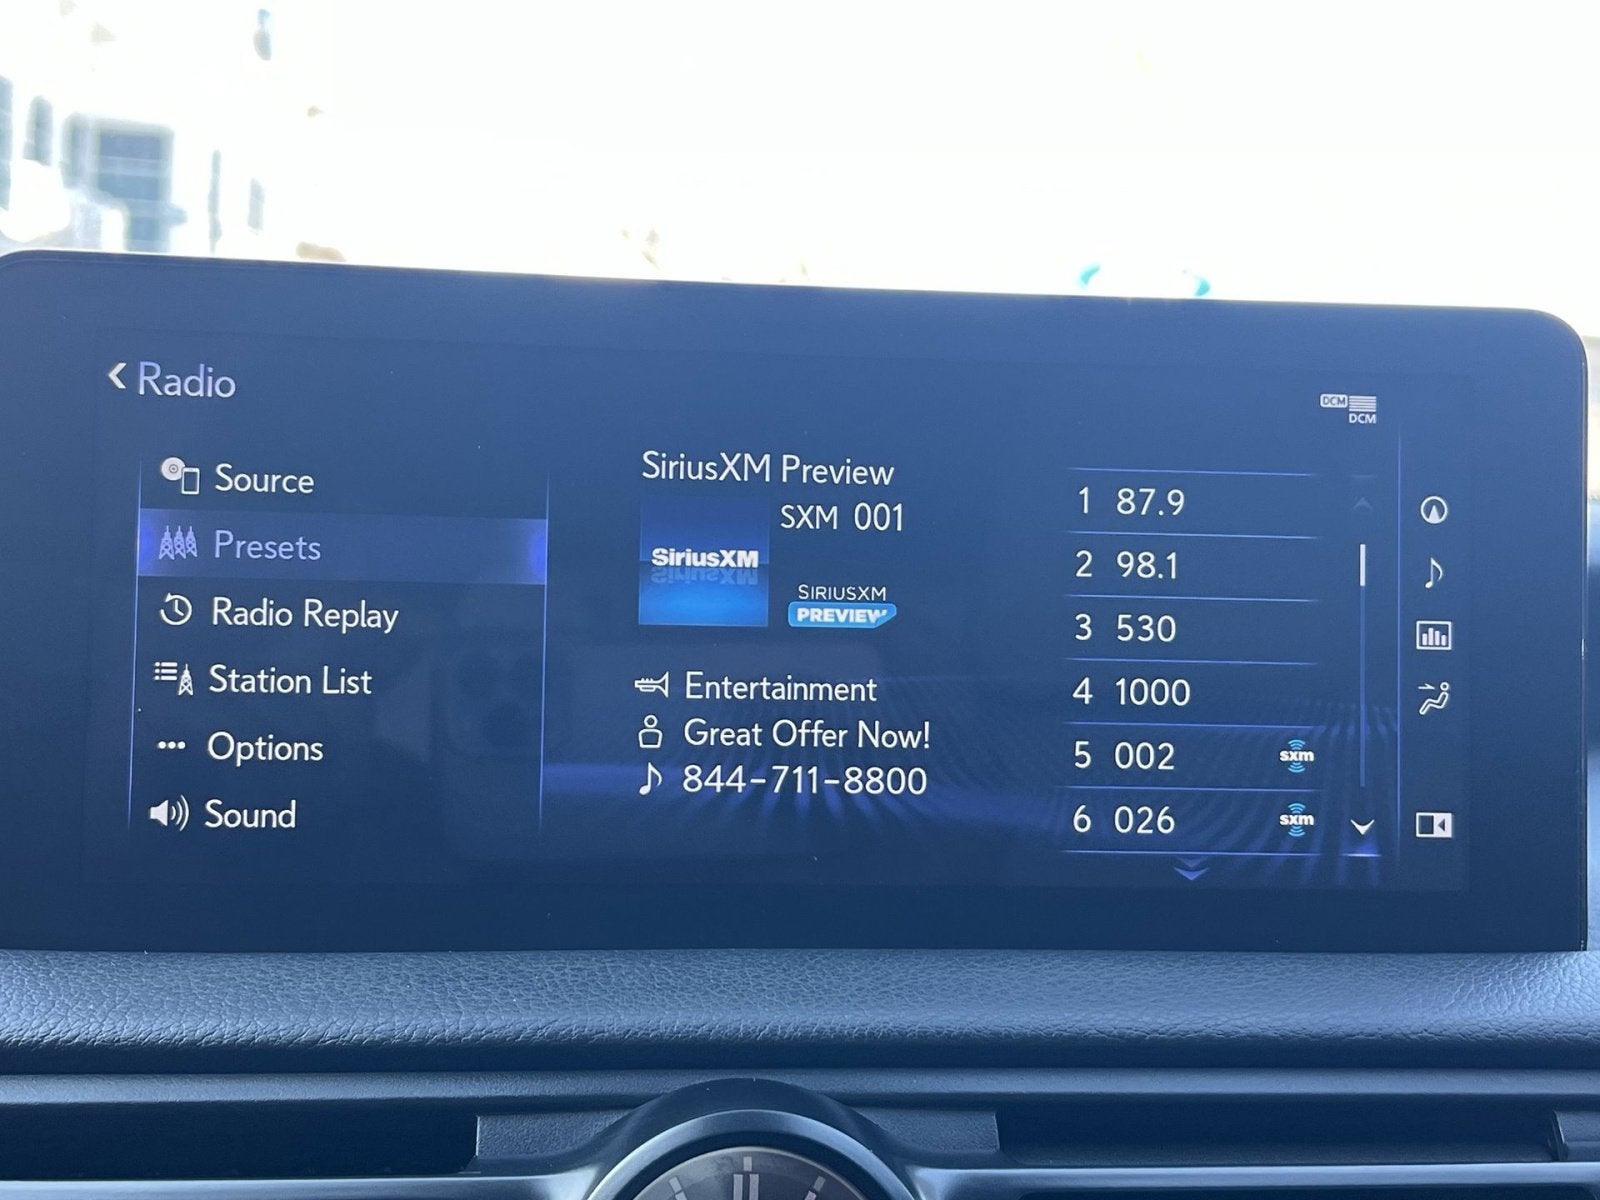 Radio
DCM
DCM
Source
Presets
Radio Replay
Station List
Options
Sound
SiriusXM Preview
SXM 001
SiriusXM
SIRIUSXM
PREVIEW
Entertainment
Great Offer Now!
844-711-8800
1 87.9
2 98.1
3 530
4 1000
5 002 sxm
6 026 sxm